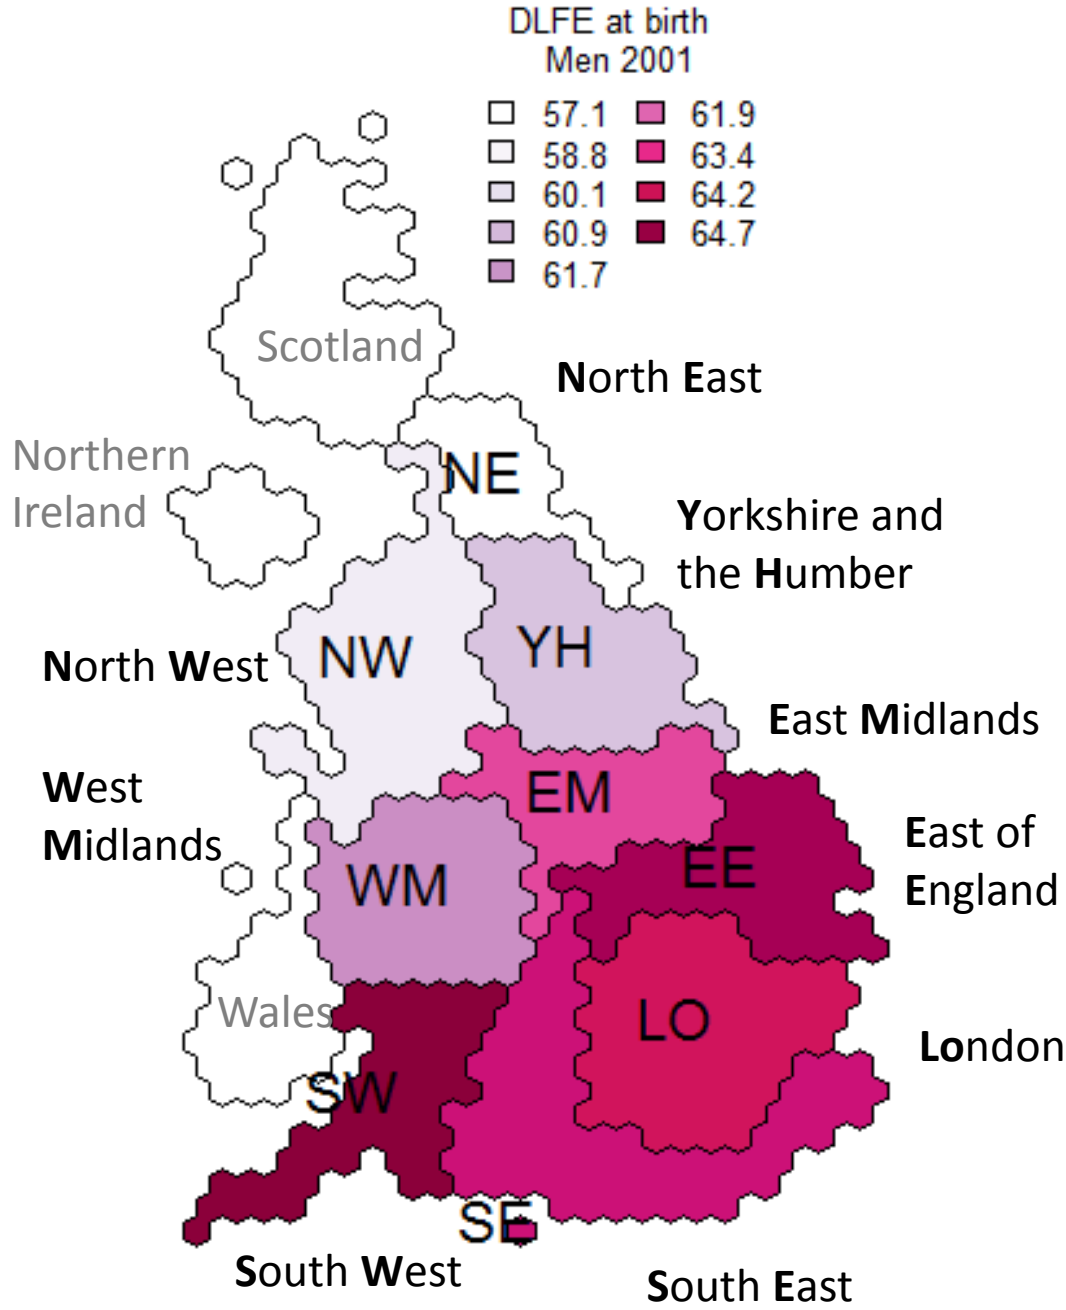 DLFE at birth
Men 2001
57.1 61.9
58.8 63.4
60.1 64.2
60.9 64.7
61.7
Scotland
North East
Northern
Ireland
NE
Yorkshire and
the Humber
North West
NW
YH
East Midlands
West
Midlands
EM
East of
England
WM
EE
Wales
LO
London
SW
SE
South West
South East